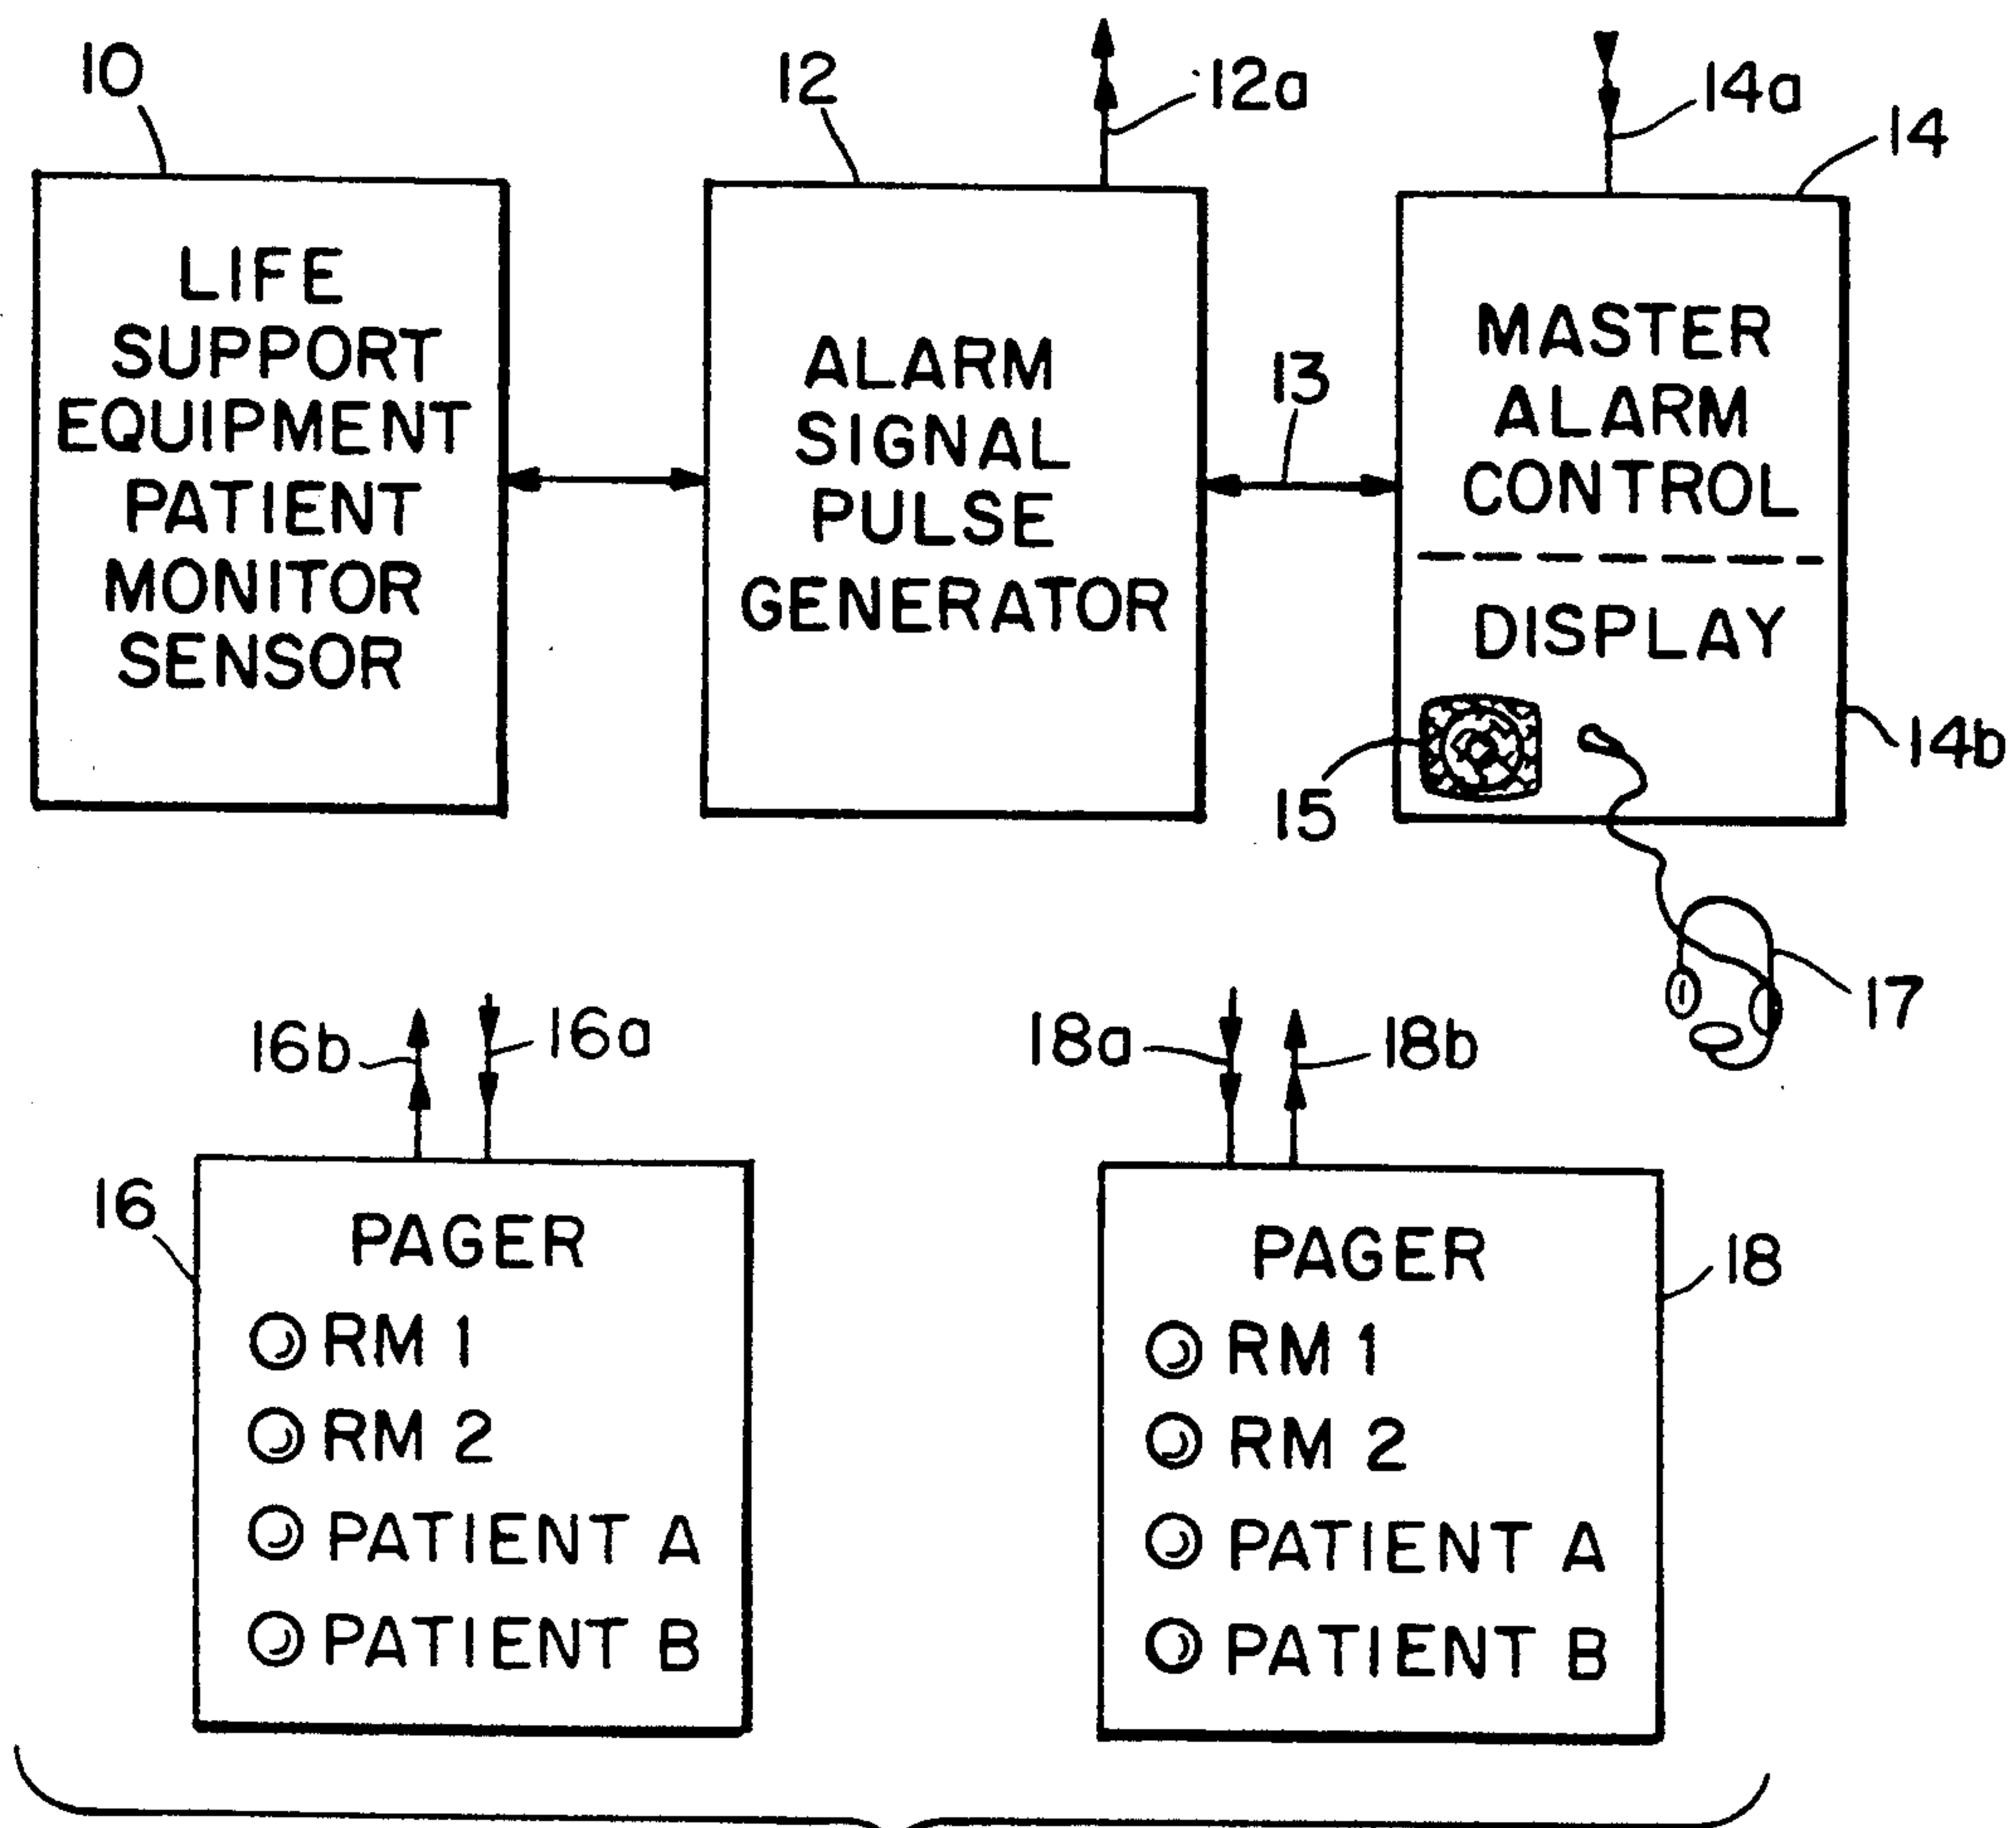 10
12
12a
14a
14
LIFE
SUPPORT
EQUIPMENT
PATIENT
MONITOR
SENSOR
ALARM
SIGNAL
PULSE
GENERATOR
13
MASTER
ALARM
CONTROL
DISPLAY
14b
15
17
16b
16a
18a
18b
16
PAGER
RM 1
RM 2
PATIENT A
PATIENT B
18
PAGER
RM 1
RM 2
PATIENT A
PATIENT B